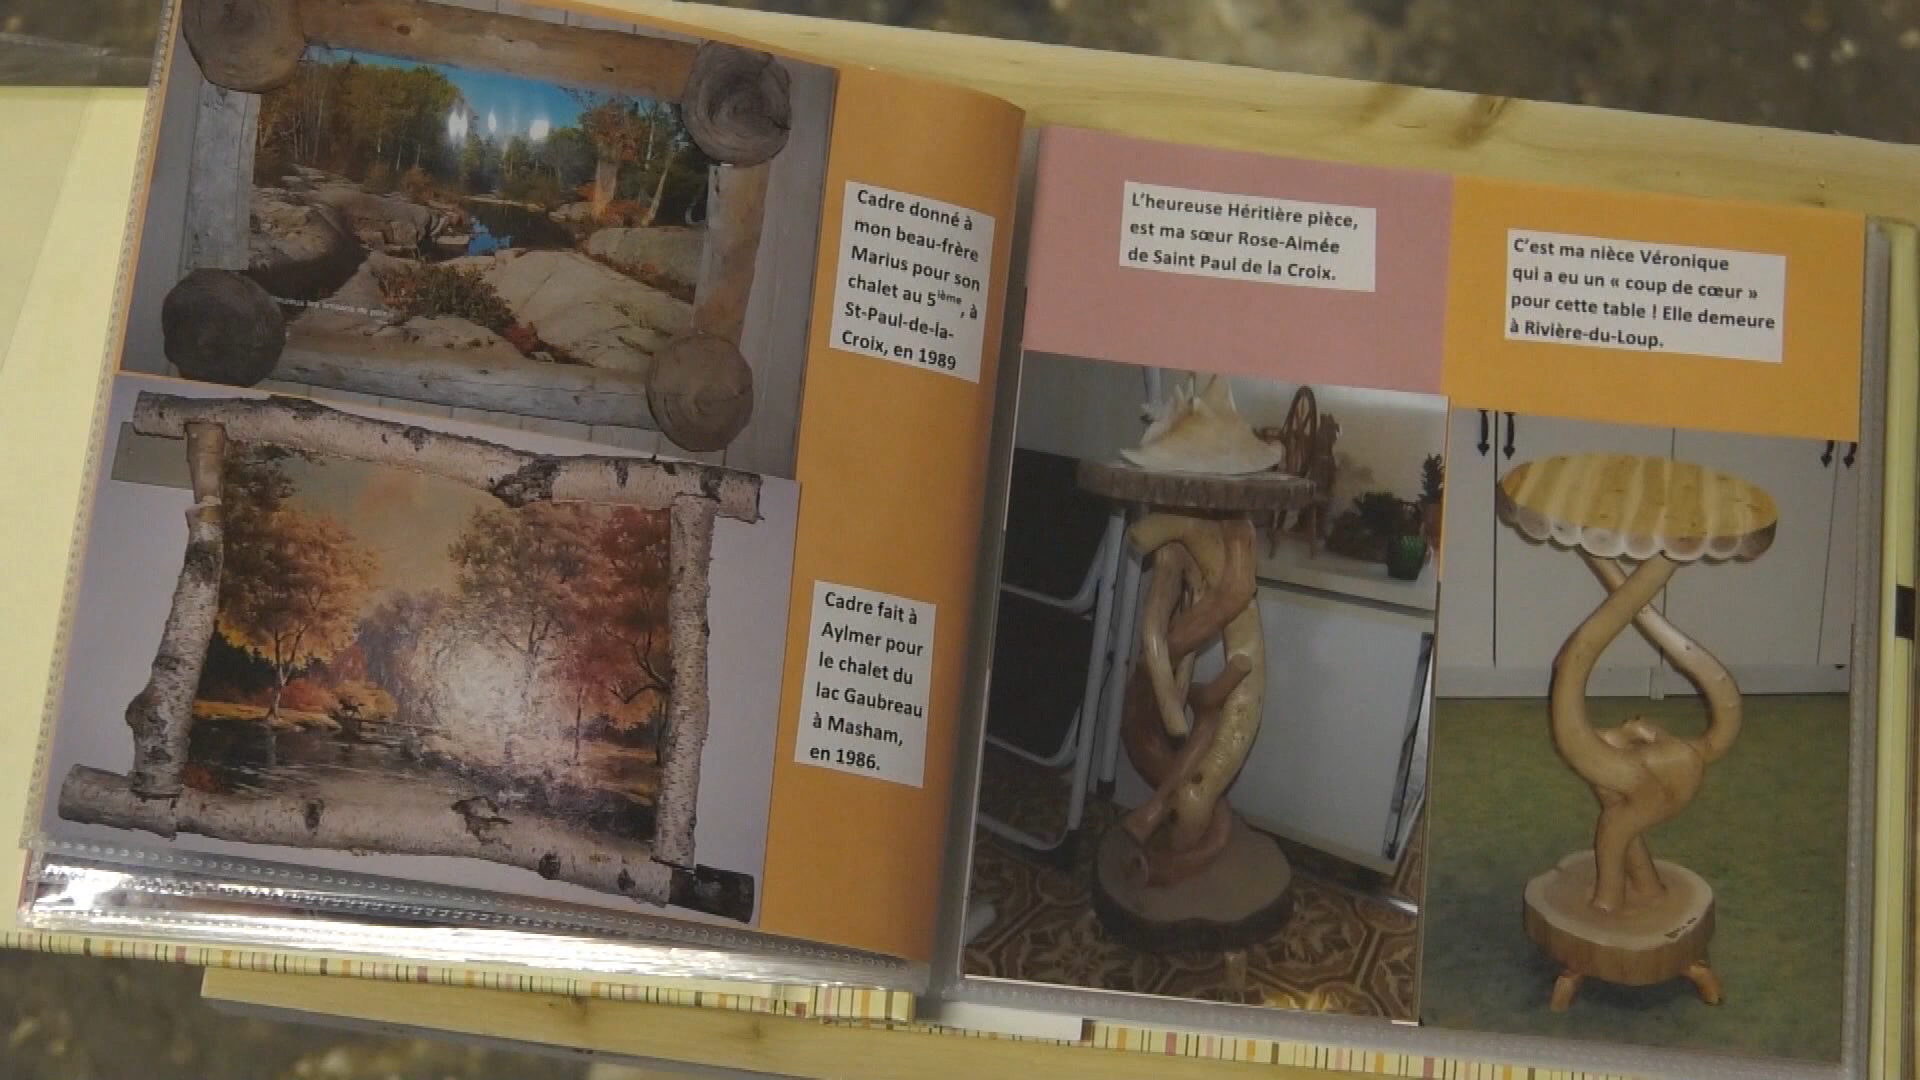 Cadre donné à
mon beau-frère
Marius pour son
chalet au 5ième, à
St-Paul-de-la-
Croix, en 1989
Cadre fait à
Aylmer pour
le chalet du
lac Gaubreau
à Masham,
en 1986.
L'heureuse Héritière pièce,
est ma sœur Rose-Aimée
de Saint Paul de la Croix.
C'est ma nièce Véronique
qui a eu un « coup de cœur »
pour cette table ! Elle demeure
à Rivière-du-Loup.